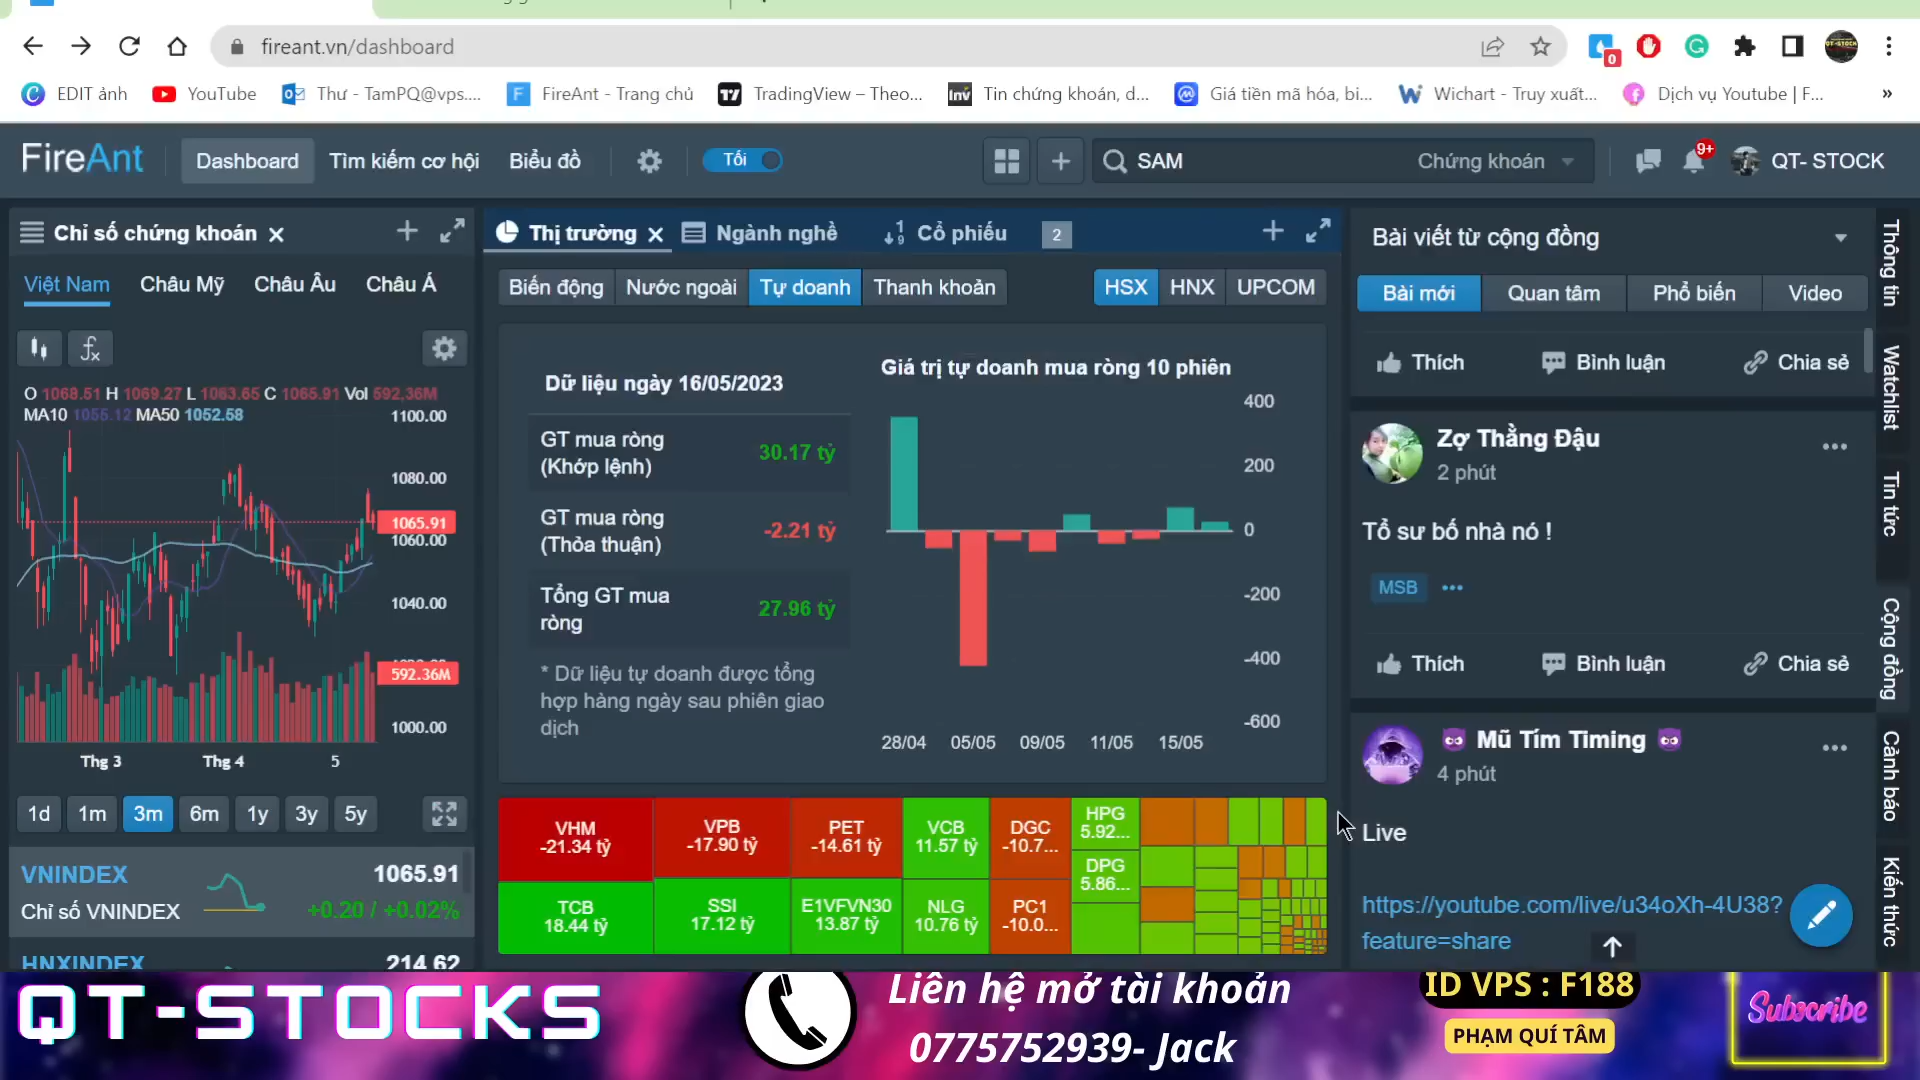 fireant.vn/dashboard
0
EDIT ảnh
YouTube
Thư - TamPQ@vps....
FireAnt - Trang chủ
TradingView – Theo...
Tin chứng khoán, d...
Giá tiền mã hóa, bi...
Wichart - Truy xuất...
Dịch vụ Youtube | F...
»
FireAnt
Dashboard
Tìm kiếm cơ hội
Biểu đồ
Tối
SAM
Chứng khoán
9+
QT- STOCK
Chỉ số chứng khoán
Việt Nam
Châu Mỹ
Châu Âu
Châu Á
O 1068.51 H 1069.27 L 1063.65 C 1065.91 Vol 592,36M
MA10 1055.12 MA50 1052.58
1100.00
1080.00
1065.91
1060.00
1040.00
592.36M
1000.00
Thg 3
Thg 4
5
1d
1m
3m
6m
1y
3y
5y
VNINDEX
1065.91
Chỉ số VNINDEX
+0.20 / +0.02%
HNXINDEX
214.62
Thị trường
Ngành nghề
Cổ phiếu
2
Biến động
Nước ngoài
Tự doanh
Thanh khoản
HSX
HNX
UPCOM
Dữ liệu ngày 16/05/2023
GT mua ròng
(Khớp lệnh)
30.17 tỷ
GT mua ròng
(Thỏa thuận)
-2.21 tỷ
Tổng GT mua
ròng
27.96 tỷ
* Dữ liệu tự doanh được tổng
hợp hàng ngày sau phiên giao
dịch
Giá trị tự doanh mua ròng 10 phiên
400
200
0
-200
-400
-600
28/04
05/05
09/05
11/05
15/05
VHM
-21.34 tỷ
VPB
-17.90 tỷ
PET
-14.61 tỷ
VCB
11.57 tỷ
DGC
-10.7...
HPG
5.92...
DPG
5.86...
TCB
18.44 tỷ
SSI
17.12 tỷ
E1VFVN30
13.87 tỷ
NLG
10.76 tỷ
PC1
-10.0...
Bài viết từ cộng đồng
Bài mới
Quan tâm
Phổ biến
Video
Thích
Bình luận
Chia sẻ
Zợ Thằng Đậu
2 phút
Tổ sư bố nhà nó !
MSB
Thích
Bình luận
Chia sẻ
Mũ Tím Timing
4 phút
Live
https://youtube.com/live/u34oXh-4U38?
feature=share
Thông tin
Watchlist
Tin tức
Cộng đồng
Cảnh báo
Kiến thức
QT-STOCKS
Liên hệ mở tài khoản
0775752939- Jack
ID VPS : F188
PHẠM QUÍ TÂM
Subscribe